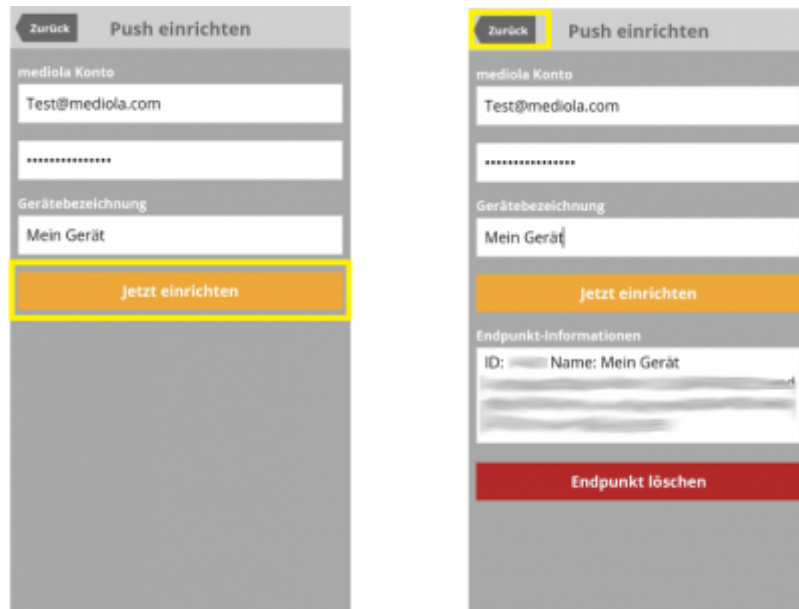 Zurück Push einrichten
mediola Konto
Test@mediola.com
•••••••••••••••
Gerätebezeichnung
Mein Gerät
Jetzt einrichten
Zurück Push einrichten
mediola Konto
Test@mediola.com
••••••••••••••••
Gerätebezeichnung
Mein Gerät
Jetzt einrichten
Endpunkt-Informationen
ID: Name: Mein Gerät
Endpunkt löschen